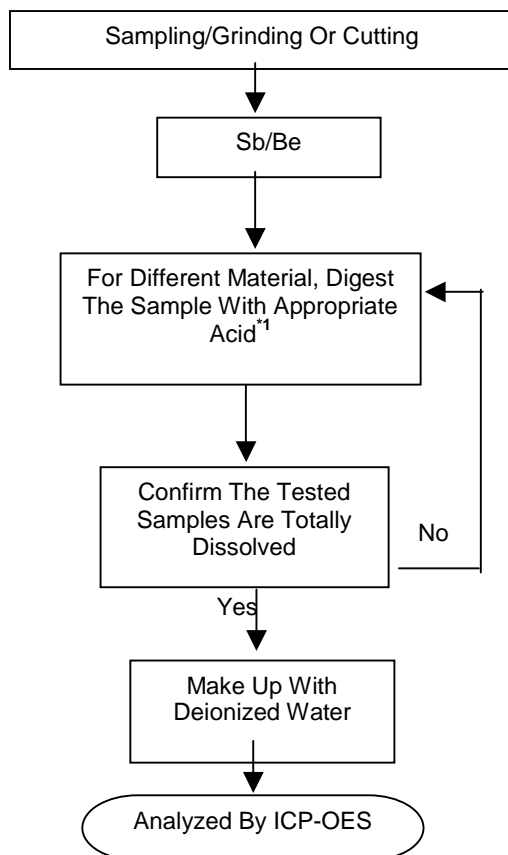 Sampling/Grinding Or Cutting
Sb/Be
For Different Material, Digest
The Sample With Appropriate
Acid*1
Confirm The Tested
Samples Are Totally
Dissolved
No
Yes
Make Up With
Deionized Water
Analyzed By ICP-OES